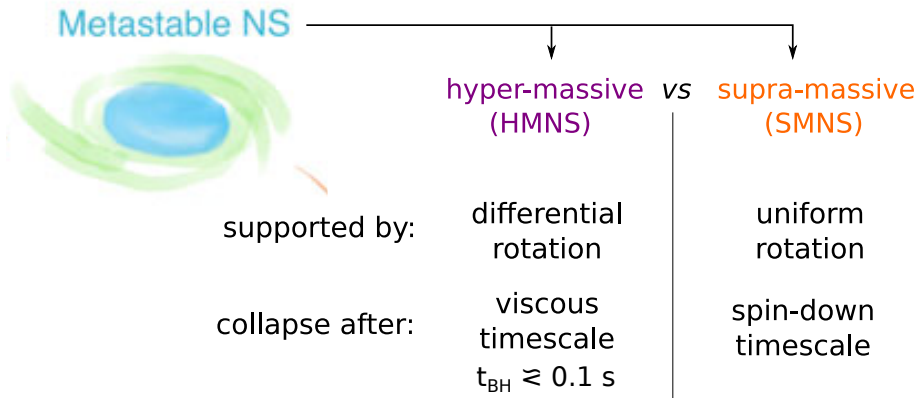 Metastable NS
hyper-massive vs supra-massive
(HMNS) (SMNS)
supported by: differential rotation uniform rotation
collapse after: viscous timescale spin-down timescale
t_BH ⪝ 0.1 s